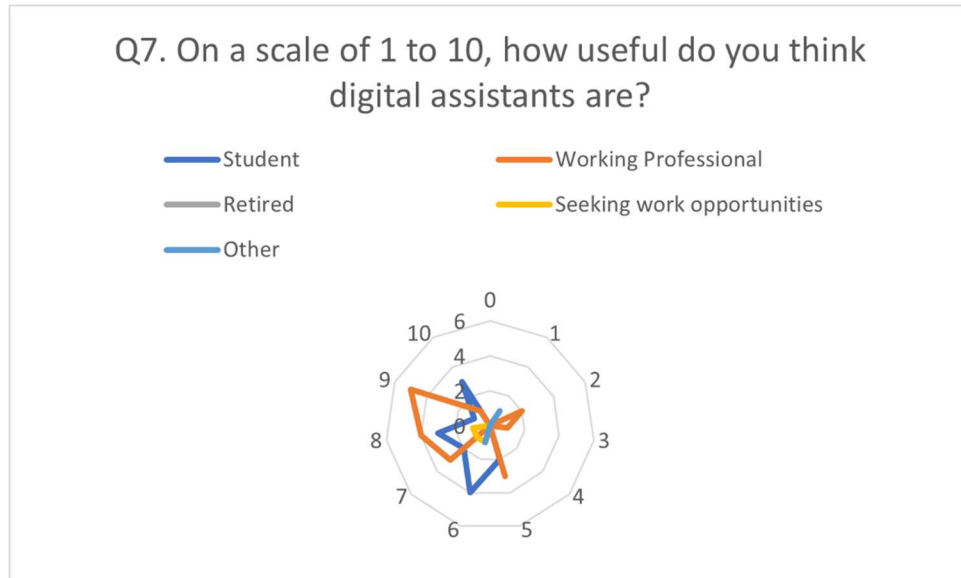 Q7. On a scale of 1 to 10, how useful do you think
digital assistants are?
Student
Working Professional
Retired
Seeking work opportunities
Other
0
1
2
3
4
5
6
7
8
9
10
6
4
2
0